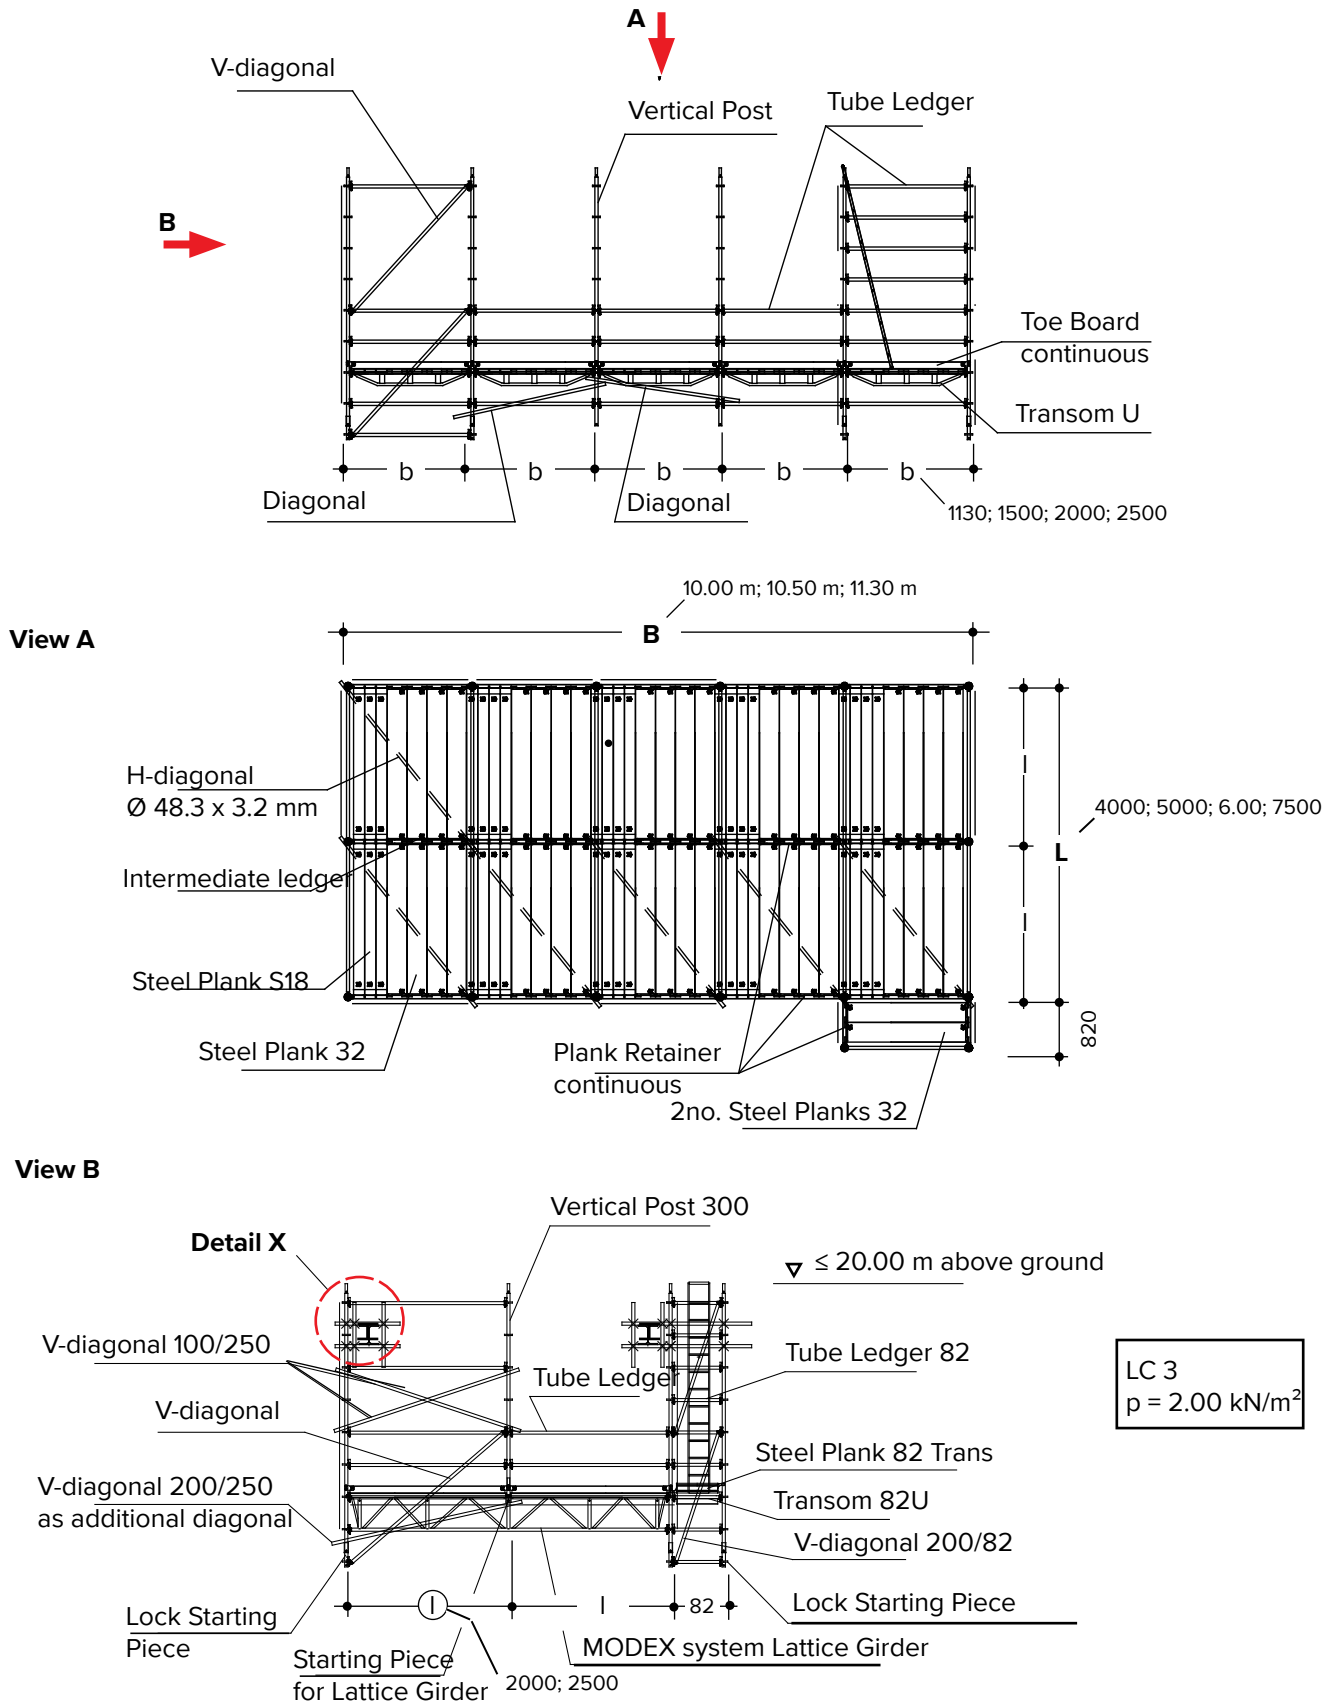 A
V-diagonal
Vertical Post
Tube Ledger
B
Toe Board
continuous
Transom U
b b b b b
Diagonal
Diagonal
1130; 1500; 2000; 2500
10.00 m; 10.50 m; 11.30 m
View A
B
H-diagonal
Ø 48.3 x 3.2 mm
l
4000; 5000; 6.00; 7500
L
Intermediate ledger
l
Steel Plank S18
Steel Plank 32
Plank Retainer
continuous
820
2no. Steel Planks 32
View B
Vertical Post 300
Detail X
≤ 20.00 m above ground
V-diagonal 100/250
Tube Ledger 82
LC 3
p = 2.00 kN/m²
Tube Ledger
V-diagonal
Steel Plank 82 Trans
V-diagonal 200/250
as additional diagonal
Transom 82U
V-diagonal 200/82
l l 82
Lock Starting
Piece
Lock Starting Piece
MODEX system Lattice Girder
Starting Piece
for Lattice Girder
2000; 2500